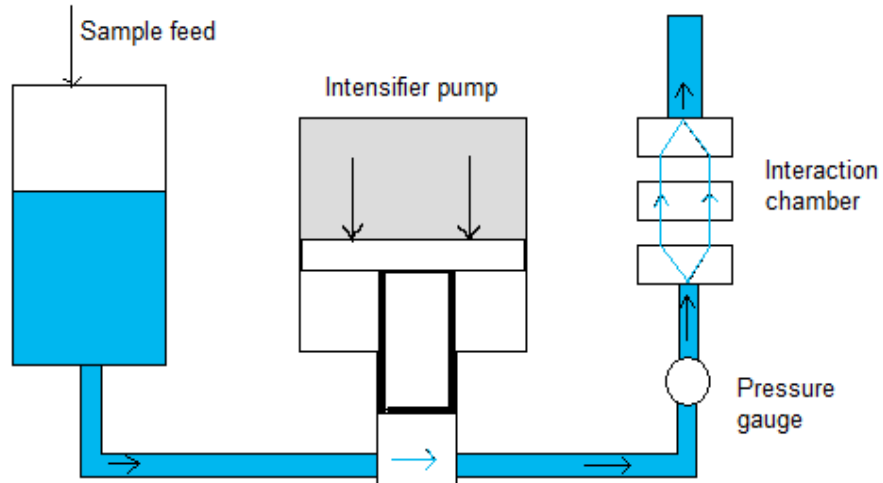 Sample feed
Intensifier pump
Interaction
chamber
Pressure
gauge